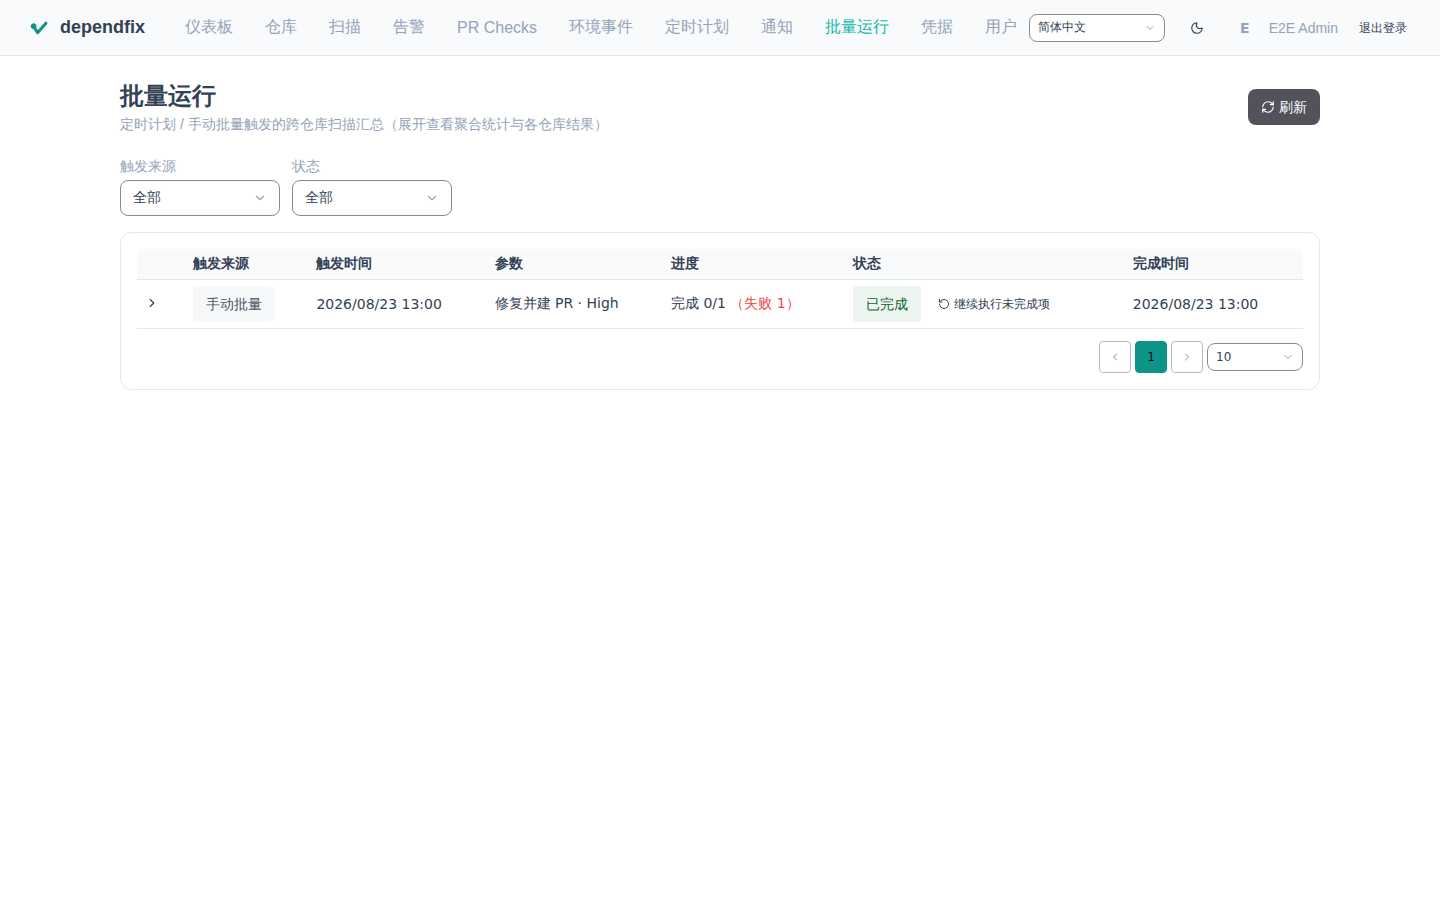 dependfix 仪表板 仓库 扫描 告警 PR Checks 环境事件 定时计划 通知 批量运行 凭据 用户 简体中文 E E2E Admin 退出登录
批量运行
定时计划 / 手动批量触发的跨仓库扫描汇总（展开查看聚合统计与各仓库结果）
刷新
触发来源 状态
全部 全部
触发来源 触发时间 参数 进度 状态 完成时间
手动批量 2026/08/23 13:00 修复并建 PR · High 完成 0/1 （失败 1） 已完成 继续执行未完成项 2026/08/23 13:00
1 10